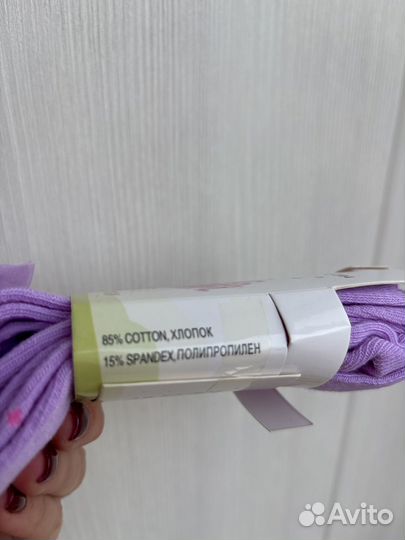 85% COTTON, ХЛОПОК
15% SPANDEX, ПОЛИПРОПИЛЕН
Avito